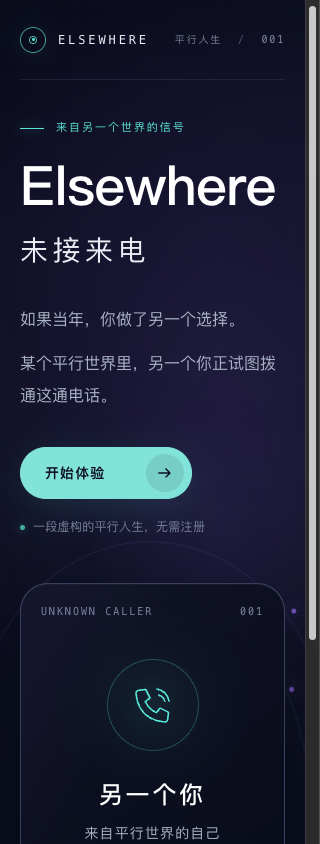 ELSEWHERE 平行人生 / 001
来自另一个世界的信号
Elsewhere
未接来电
如果当年，你做了另一个选择。
某个平行世界里，另一个你正试图拨
通这通电话。
开始体验 →
一段虚构的平行人生，无需注册
UNKNOWN CALLER 001
另一个你
来自平行世界的自己